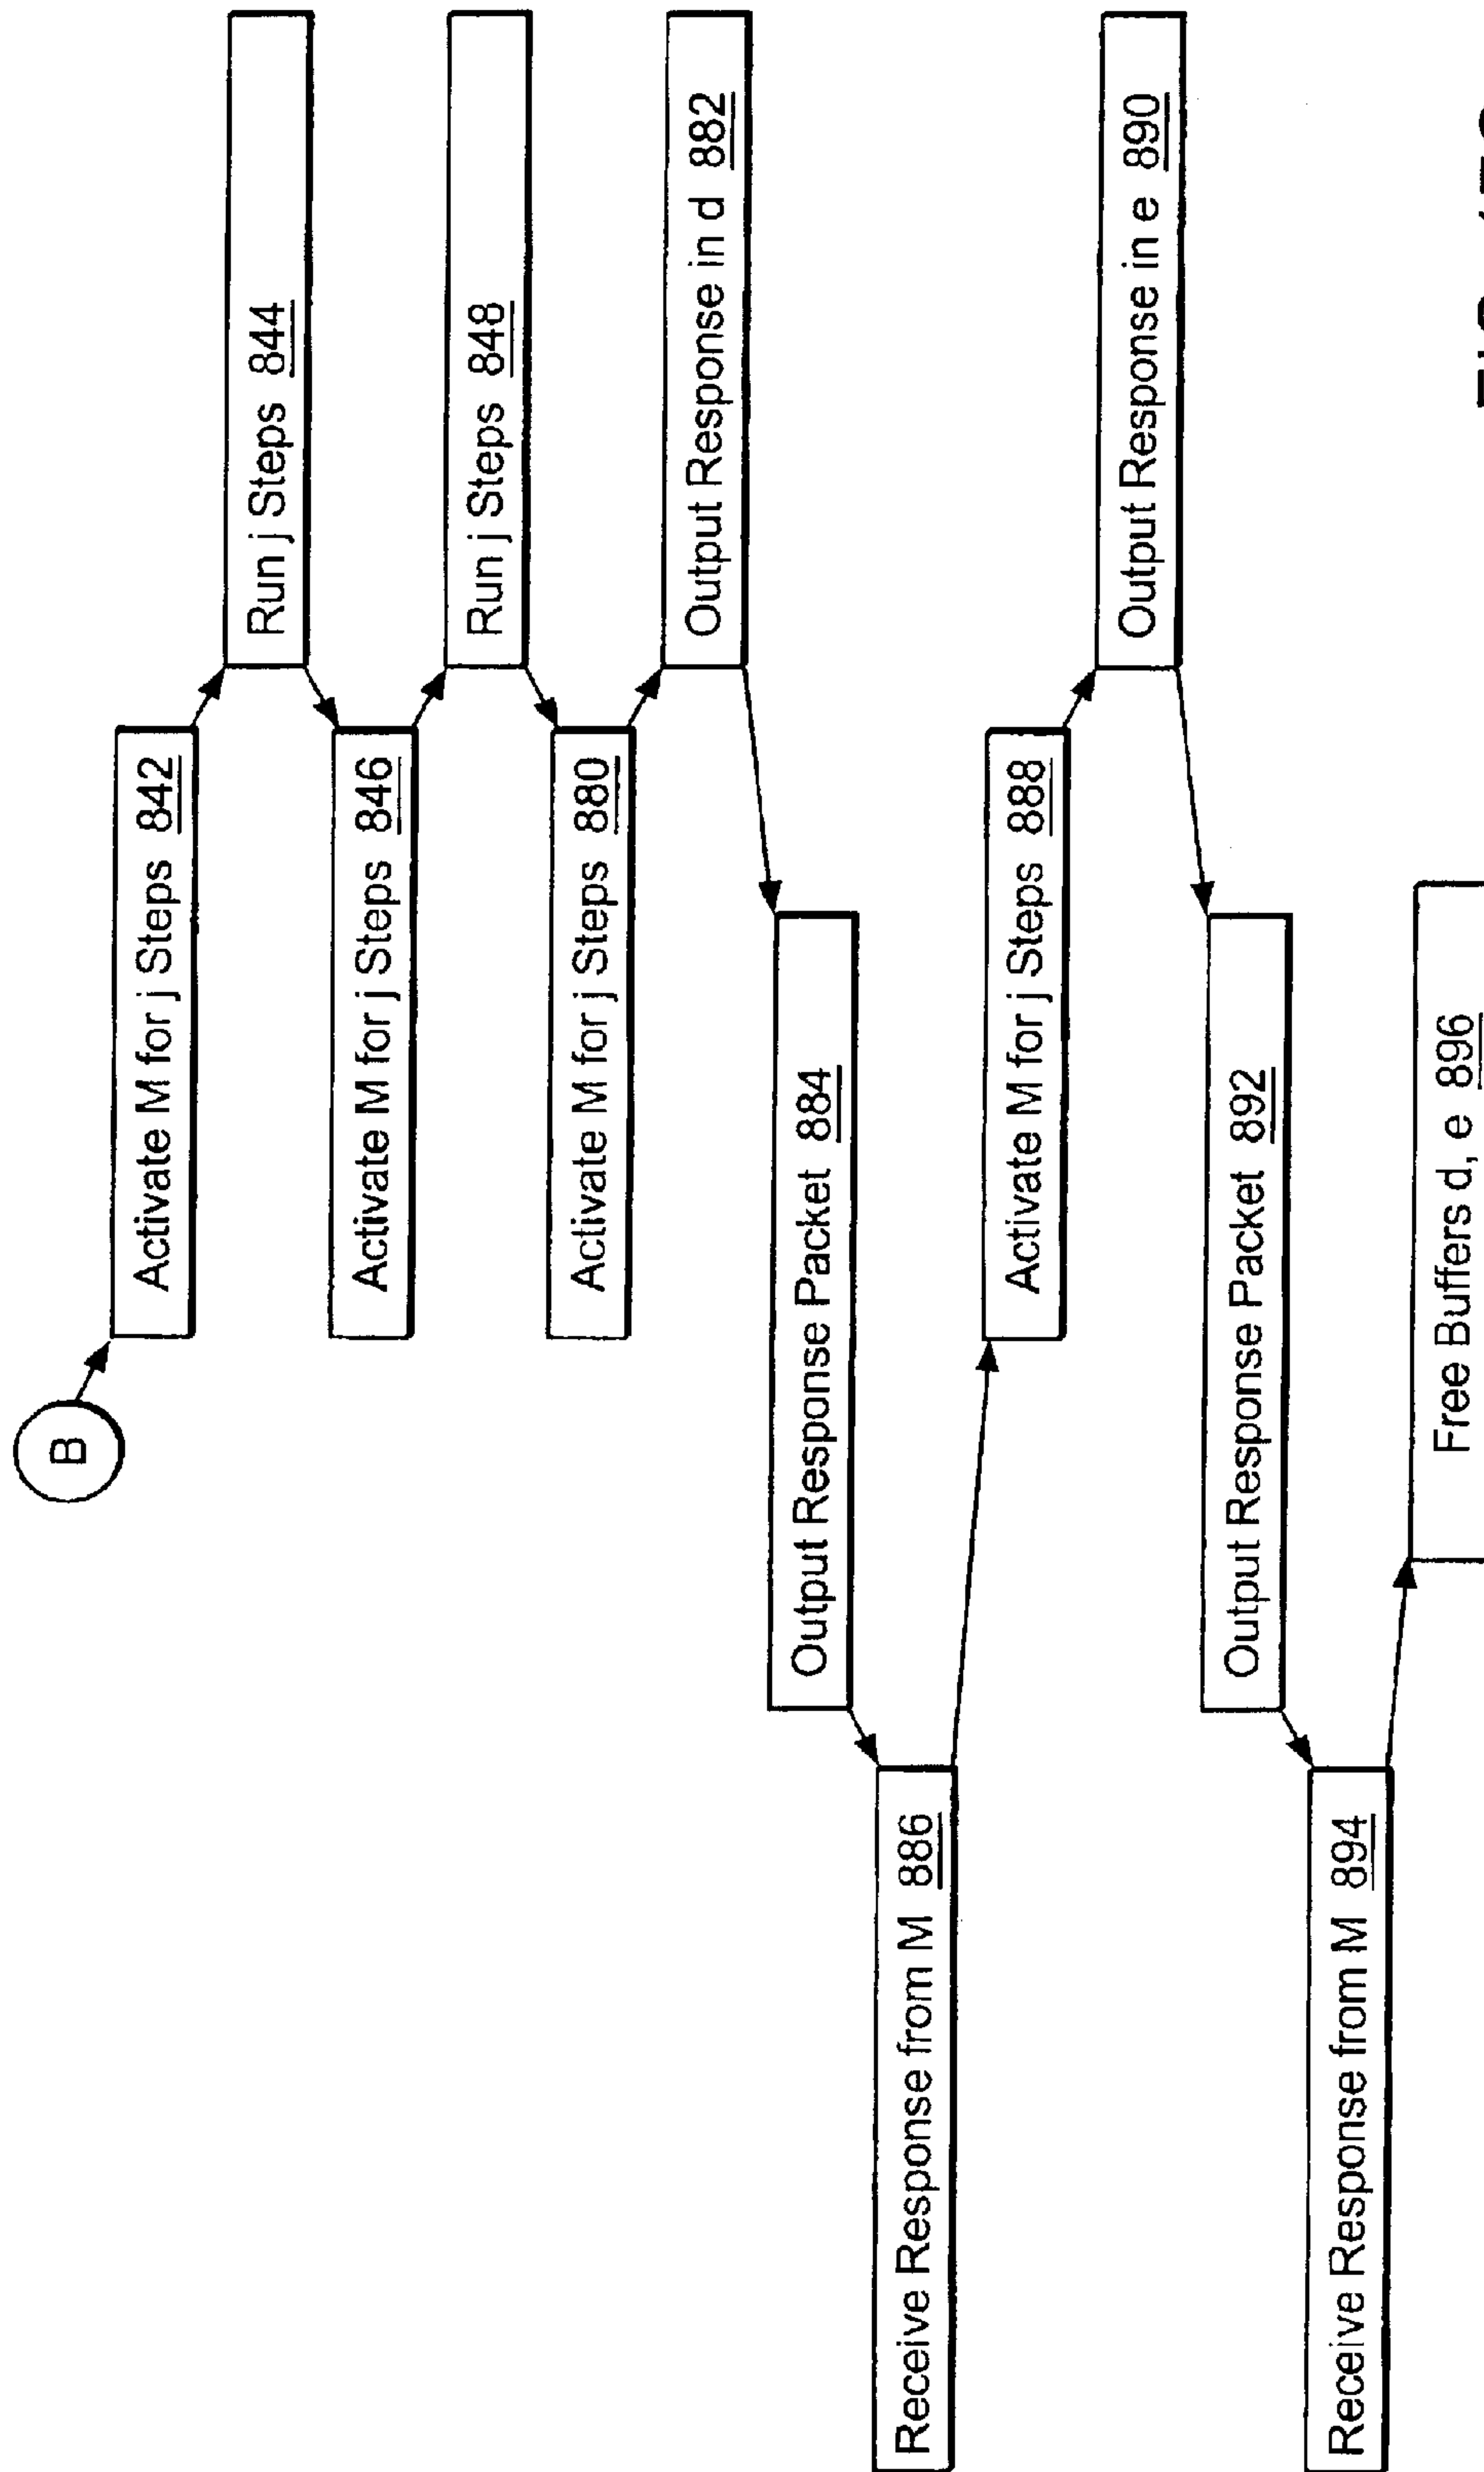 B
Activate M for j Steps 842
Run j Steps 844
Activate M for j Steps 846
Run j Steps 848
Activate M for j Steps 880
Output Response in d 882
Output Response Packet 884
Receive Response from M 886
Activate M for j Steps 888
Output Response in e 890
Output Response Packet 892
Receive Response from M 894
Free Buffers d, e 896